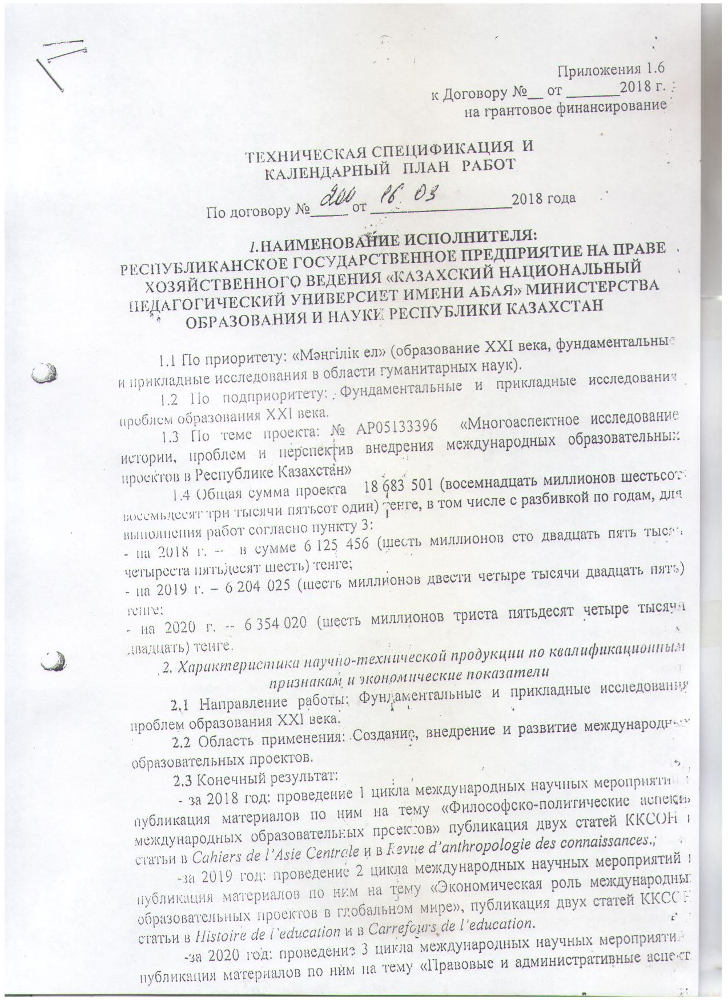 Приложения 1.6
к Договору №__ от _______2018 г.
на грантовое финансирование
ТЕХНИЧЕСКАЯ СПЕЦИФИКАЦИЯ И
КАЛЕНДАРНЫЙ ПЛАН РАБОТ
По договору № 200 от 16 03 2018 года
1.НАИМЕНОВАНИЕ ИСПОЛНИТЕЛЯ:
РЕСПУБЛИКАНСКОЕ ГОСУДАРСТВЕННОЕ ПРЕДПРИЯТИЕ НА ПРАВЕ
ХОЗЯЙСТВЕННОГО ВЕДЕНИЯ «КАЗАХСКИЙ НАЦИОНАЛЬНЫЙ
ПЕДАГОГИЧЕСКИЙ УНИВЕРСИЕТ ИМЕНИ АБАЯ» МИНИСТЕРСТВА
ОБРАЗОВАНИЯ И НАУКИ РЕСПУБЛИКИ КАЗАХСТАН
1.1 По приоритету: «Мәңгілік ел» (образование XXI века, фундаментальные
и прикладные исследования в области гуманитарных наук).
1.2 По подприоритету: Фундаментальные и прикладные исследования
проблем образования XXI века.
1.3 По теме проекта: № АР05133396 «Многоаспектное исследование
истории, проблем и перспектив внедрения международных образовательных
проектов в Республике Казахстан»
1.4 Общая сумма проекта 18 683 501 (восемнадцать миллионов шестьсот
восемьдесят три тысячи пятьсот один) тенге, в том числе с разбивкой по годам, для
выполнения работ согласно пункту 3:
- на 2018 г. – в сумме 6 125 456 (шесть миллионов сто двадцать пять тысяч
четыреста пятьдесят шесть) тенге;
- на 2019 г. – 6 204 025 (шесть миллионов двести четыре тысячи двадцать пять)
тенге;
- на 2020 г. – 6 354 020 (шесть миллионов триста пятьдесят четыре тысячи
двадцать) тенге.
2. Характеристика научно-технической продукции по квалификационным
признакам и экономические показатели
2.1 Направление работы: Фундаментальные и прикладные исследования
проблем образования XXI века.
2.2 Область применения: Создание, внедрение и развитие международных
образовательных проектов.
2.3 Конечный результат:
- за 2018 год: проведение 1 цикла международных научных мероприятий
публикация материалов по ним на тему «Философско-политические аспекты
международных образовательных проектов» публикация двух статей ККСОН и
статьи в Cahiers de l’Asie Centrale и в Revue d’anthropologie des connaissances.;
-за 2019 год: проведение 2 цикла международных научных мероприятий и
публикация материалов по ним на тему «Экономическая роль международных
образовательных проектов в глобальном мире», публикация двух статей ККСОН
статьи в Histoire de l’education и в Carrefours de l’education.
-за 2020 год: проведение 3 цикла международных научных мероприятий
публикация материалов по ним на тему «Правовые и административные аспект